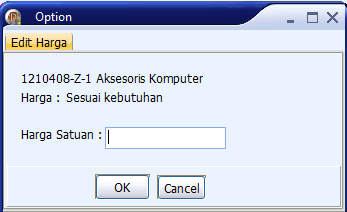 Option
Edit Harga
1210408-Z-1 Aksesoris Komputer
Harga : Sesuai kebutuhan
Harga Satuan :
OK Cancel